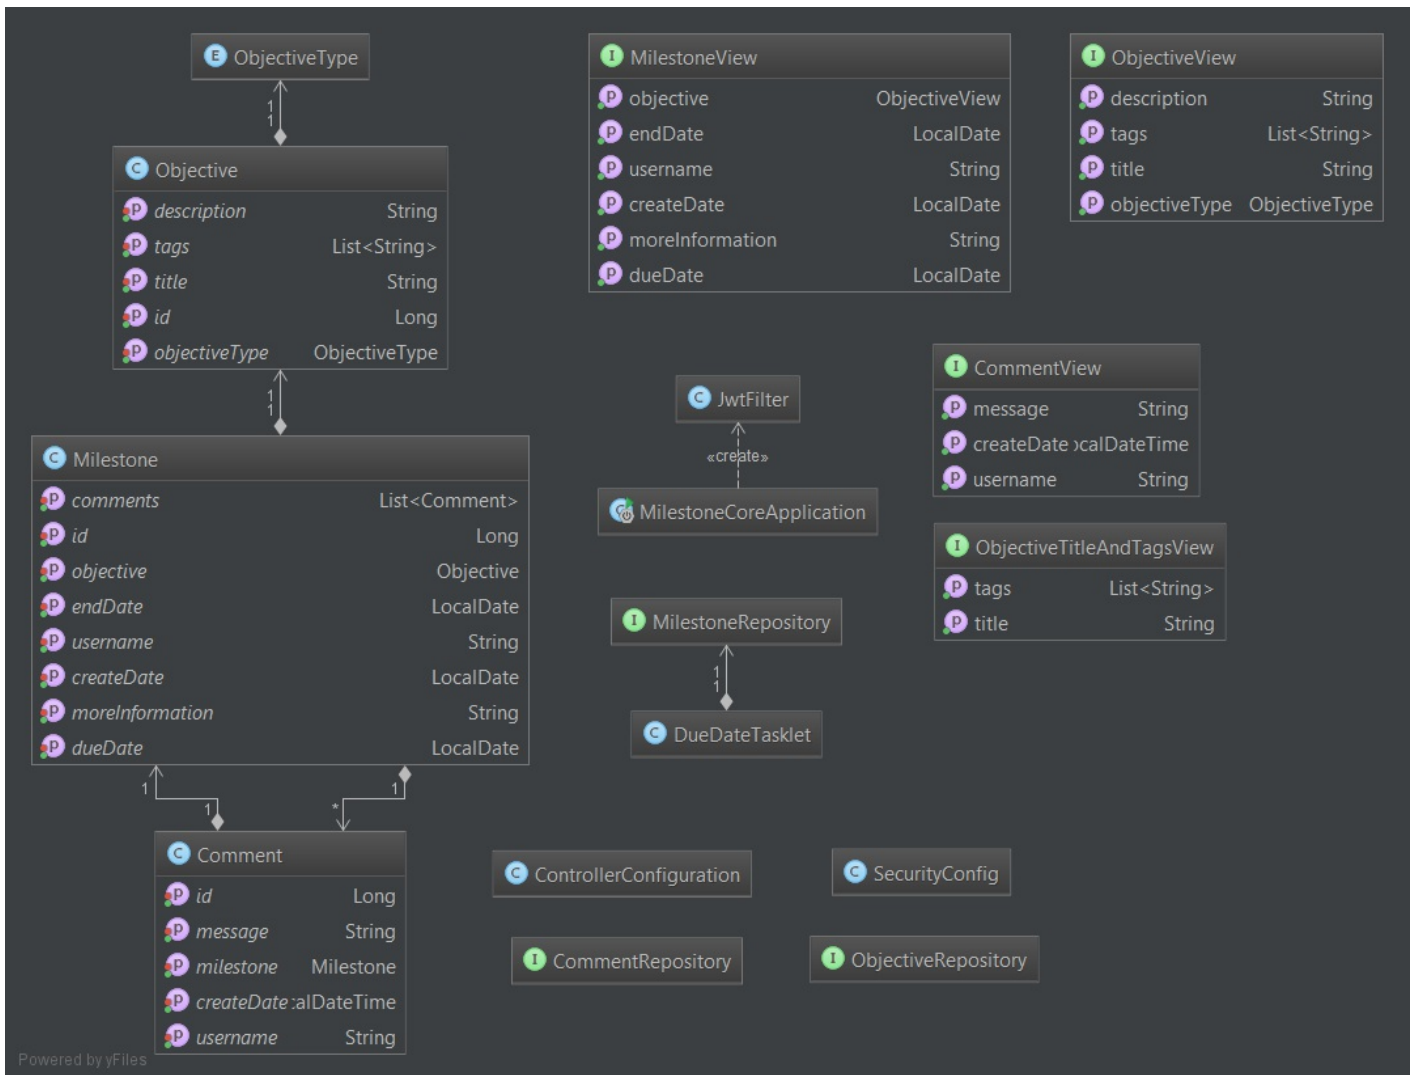 E ObjectiveType
1
1
C Objective
P description String
P tags List<String>
P title String
P id Long
P objectiveType ObjectiveType
1
1
C Milestone
P comments List<Comment>
P id Long
P objective Objective
P endDate LocalDate
P username String
P createDate LocalDate
P moreInformation String
P dueDate LocalDate
1
1
1
*
C Comment
P id Long
P message String
P milestone Milestone
P createDate :alDateTime
P username String
I MilestoneView
P objective ObjectiveView
P endDate LocalDate
P username String
P createDate LocalDate
P moreInformation String
P dueDate LocalDate
I ObjectiveView
P description String
P tags List<String>
P title String
P objectiveType ObjectiveType
C JwtFilter
«create»
C MilestoneCoreApplication
I CommentView
P message String
P createDate ocalDateTime
P username String
I ObjectiveTitleAndTagsView
P tags List<String>
P title String
I MilestoneRepository
1
1
C DueDateTasklet
C ControllerConfiguration
C SecurityConfig
I CommentRepository
I ObjectiveRepository
Powered by yFiles